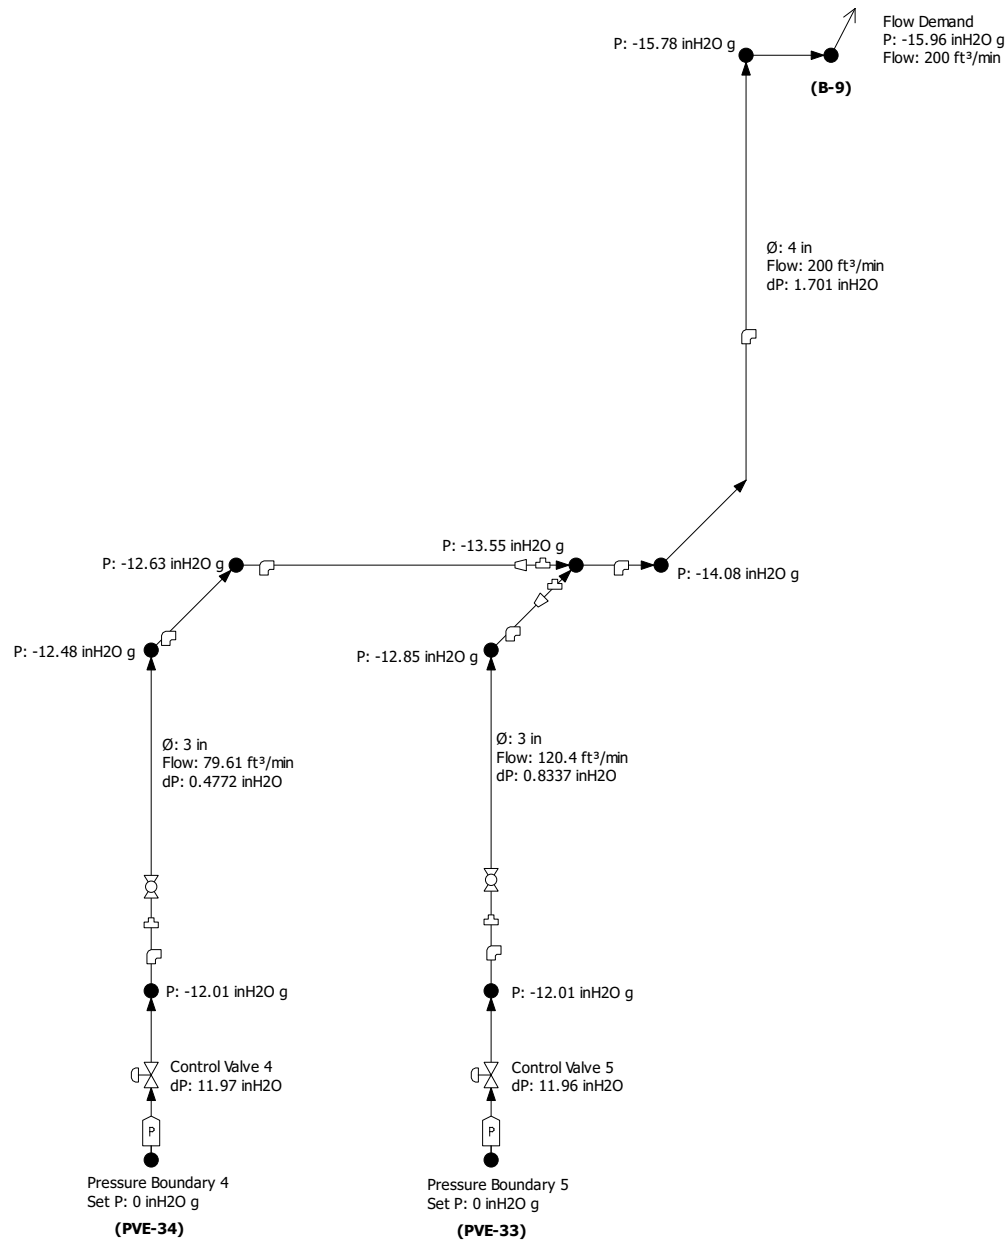 Flow Demand
P: -15.96 inH2O g
Flow: 200 ft³/min
P: -15.78 inH2O g
(B-9)
Ø: 4 in
Flow: 200 ft³/min
dP: 1.701 inH2O
P: -13.55 inH2O g
P: -12.63 inH2O g
P: -14.08 inH2O g
P: -12.48 inH2O g
P: -12.85 inH2O g
Ø: 3 in
Flow: 79.61 ft³/min
dP: 0.4772 inH2O
Ø: 3 in
Flow: 120.4 ft³/min
dP: 0.8337 inH2O
P: -12.01 inH2O g
P: -12.01 inH2O g
Control Valve 4
dP: 11.97 inH2O
Control Valve 5
dP: 11.96 inH2O
P
P
Pressure Boundary 4
Set P: 0 inH2O g
(PVE-34)
Pressure Boundary 5
Set P: 0 inH2O g
(PVE-33)